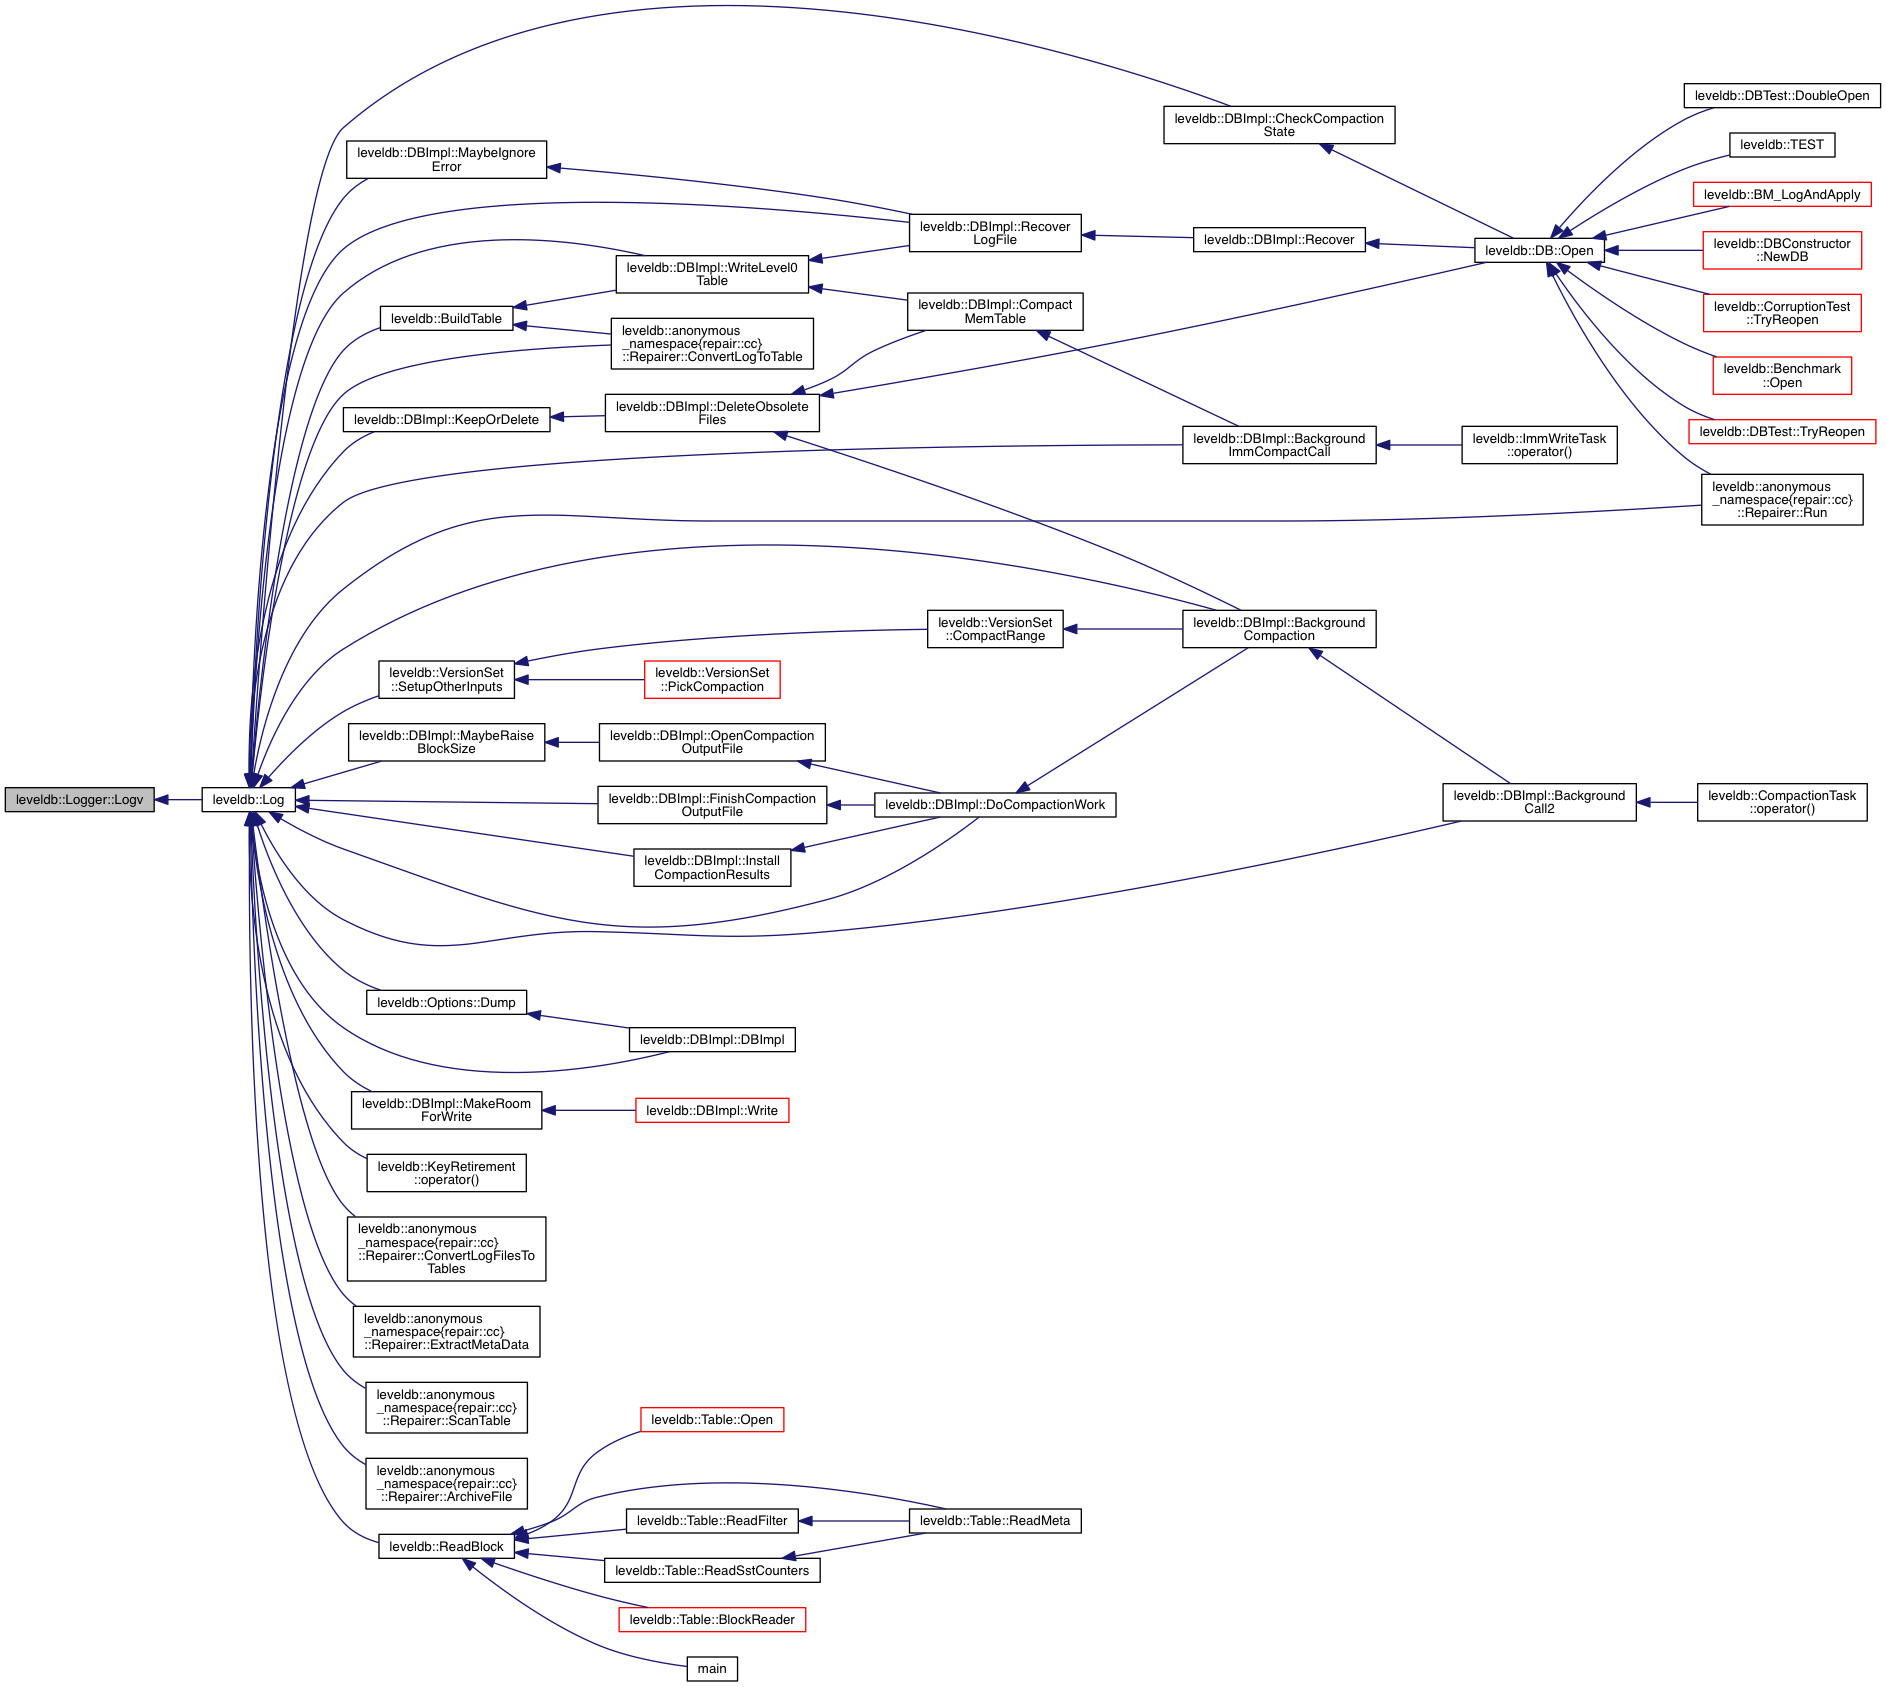 leveldb::Logger::Logv
leveldb::Log
leveldb::DBImpl::CheckCompaction
State
leveldb::DBImpl::MaybeIgnore
Error
leveldb::DBImpl::Recover
LogFile
leveldb::DBImpl::Recover
leveldb::DB::Open
leveldb::DBTest::DoubleOpen
leveldb::TEST
leveldb::BM_LogAndApply
leveldb::DBConstructor
::NewDB
leveldb::CorruptionTest
::TryReopen
leveldb::Benchmark
::Open
leveldb::DBTest::TryReopen
leveldb::anonymous
_namespace{repair::cc}
::Repairer::Run
leveldb::DBImpl::WriteLevel0
Table
leveldb::BuildTable
leveldb::anonymous
_namespace{repair::cc}
::Repairer::ConvertLogToTable
leveldb::DBImpl::Compact
MemTable
leveldb::DBImpl::KeepOrDelete
leveldb::DBImpl::DeleteObsolete
Files
leveldb::DBImpl::Background
ImmCompactCall
leveldb::ImmWriteTask
::operator()
leveldb::VersionSet
::CompactRange
leveldb::DBImpl::Background
Compaction
leveldb::VersionSet
::SetupOtherInputs
leveldb::VersionSet
::PickCompaction
leveldb::DBImpl::MaybeRaise
BlockSize
leveldb::DBImpl::OpenCompaction
OutputFile
leveldb::DBImpl::FinishCompaction
OutputFile
leveldb::DBImpl::DoCompactionWork
leveldb::DBImpl::Background
Call2
leveldb::CompactionTask
::operator()
leveldb::DBImpl::Install
CompactionResults
leveldb::Options::Dump
leveldb::DBImpl::DBImpl
leveldb::DBImpl::MakeRoom
ForWrite
leveldb::DBImpl::Write
leveldb::KeyRetirement
::operator()
leveldb::anonymous
_namespace{repair::cc}
::Repairer::ConvertLogFilesTo
Tables
leveldb::anonymous
_namespace{repair::cc}
::Repairer::ExtractMetaData
leveldb::anonymous
_namespace{repair::cc}
::Repairer::ScanTable
leveldb::anonymous
_namespace{repair::cc}
::Repairer::ArchiveFile
leveldb::ReadBlock
leveldb::Table::Open
leveldb::Table::ReadFilter
leveldb::Table::ReadMeta
leveldb::Table::ReadSstCounters
leveldb::Table::BlockReader
main